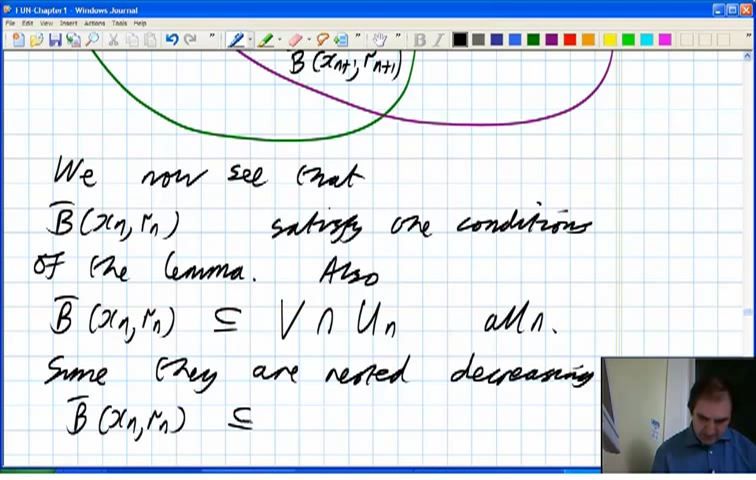 FUN-Chapter1 - Windows Journal
File Edit View Insert Actions Tools Help
B̅(xₙ₊₁, rₙ₊₁)
We now see that
B̅(xₙ, rₙ) satisfy the conditions
of the lemma. Also
B̅(xₙ, rₙ) ⊆ V ∩ Uₙ all n.
Since they are nested decreasing
B̅(xₙ, rₙ) ⊆